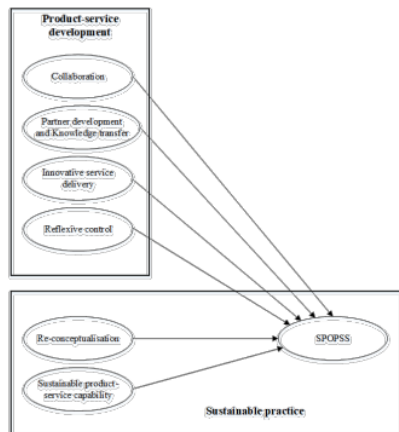 Product-service
development
Collaboration
Partner development
and Knowledge transfer
Innovative service
delivery
Reflexive control
Re-conceptualisation
SPOPSS
Sustainable product-
service capability
Sustainable practice